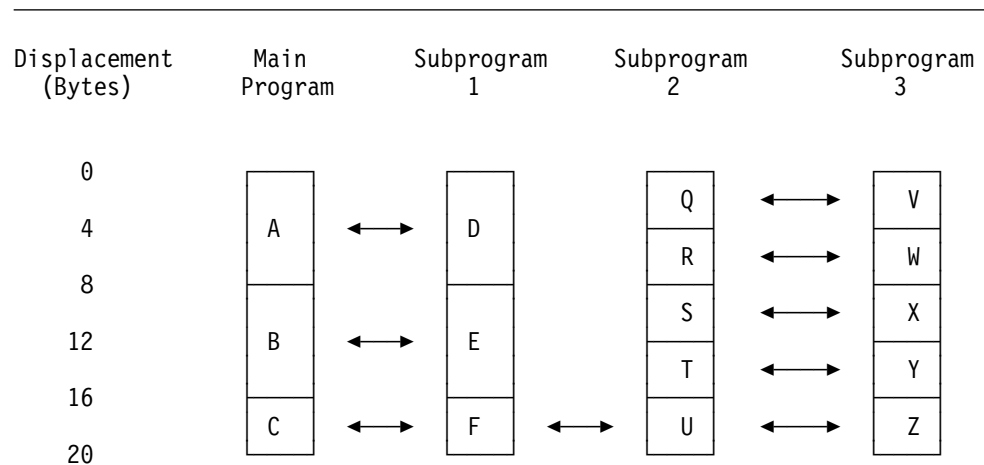 Displacement Main Subprogram Subprogram Subprogram
(Bytes) Program 1 2 3
0
Q V
4 A D
R W
8
S X
12 B E
T Y
16
C F U Z
20